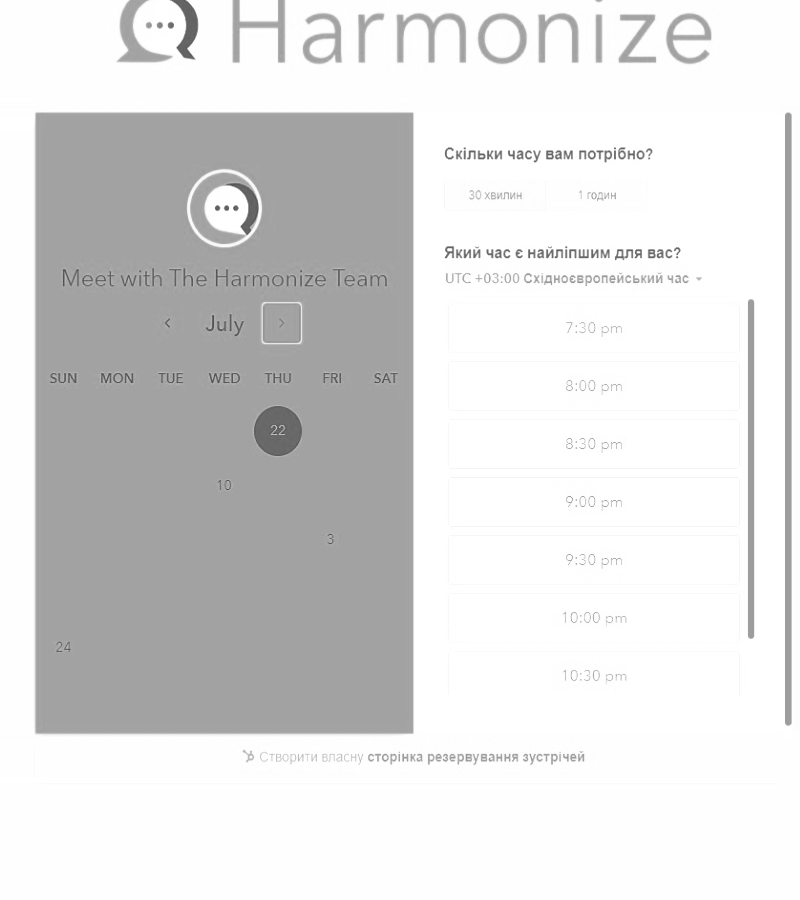 Harmonize
Meet with The Harmonize Team
July
SUN MON TUE WED THU FRI SAT
22
10
3
24
Скільки часу вам потрібно?
30 хвилин 1 годин
Який час є найліпшим для вас?
UTC +03:00 Східноєвропейський час
7:30 pm
8:00 pm
8:30 pm
9:00 pm
9:30 pm
10:00 pm
10:30 pm
Створити власну сторінка резервування зустрічей